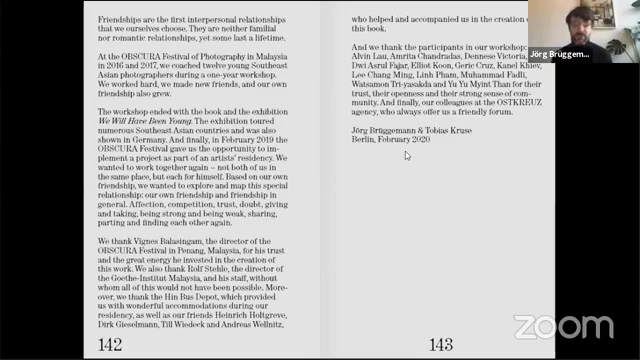 Friendships are the first interpersonal relationships
that we ourselves choose. They are neither familial
nor romantic relationships, yet some last a lifetime.
At the OBSCURA Festival of Photography in Malaysia
in 2016 and 2017, we coached twelve young Southeast
Asian photographers during a one-year workshop.
We worked hard, we made new friends, and our own
friendship also grew.
The workshop ended with the book and the exhibition
We Will Have Been Young. The exhibition toured
numerous Southeast Asian countries and was also
shown in Germany. And finally, in February 2019 the
OBSCURA Festival gave us the opportunity to im-
plement a project as part of an artists' residency. We
wanted to work together again – not both of us in
the same place, but each for himself. Based on our own
friendship, we wanted to explore and map this special
relationship: our own friendship and friendship in
general. Affection, competition, trust, doubt, giving
and taking, being strong and being weak, sharing,
parting and finding each other again.
We thank Vignes Balasingam, the director of the
OBSCURA Festival in Penang, Malaysia, for his trust
and the great energy he invested in the creation of
this work. We also thank Rolf Stehle, the director of
the Goethe-Institut Malaysia, and his staff, without
whom all of this would not have been possible. More-
over, we thank the Hin Bus Depot, which provided
us with wonderful accommodations during our
residency, as well as our friends Heinrich Holtgreve,
Dirk Gieselmann, Till Wiedeck and Andreas Wellnitz,
142
who helped and accompanied us in the creation of
this book.
And we thank the participants in our workshop:
Alvin Lau, Amrita Chandradas, Dennese Victoria,
Dwi Asrul Fajar, Elliot Koon, Geric Cruz, Kanel Khiev,
Lee Chang Ming, Linh Pham, Muhammad Fadli,
Watsamon Tri-yasakda and Yu Yu Myint Than for their
trust, their openness and their strong sense of com-
munity. And finally, our colleagues at the OSTKREUZ
agency, who always offer us a friendly forum.
Jörg Brüggemann & Tobias Kruse
Berlin, February 2020
143
Jörg Brüggem...
zoom